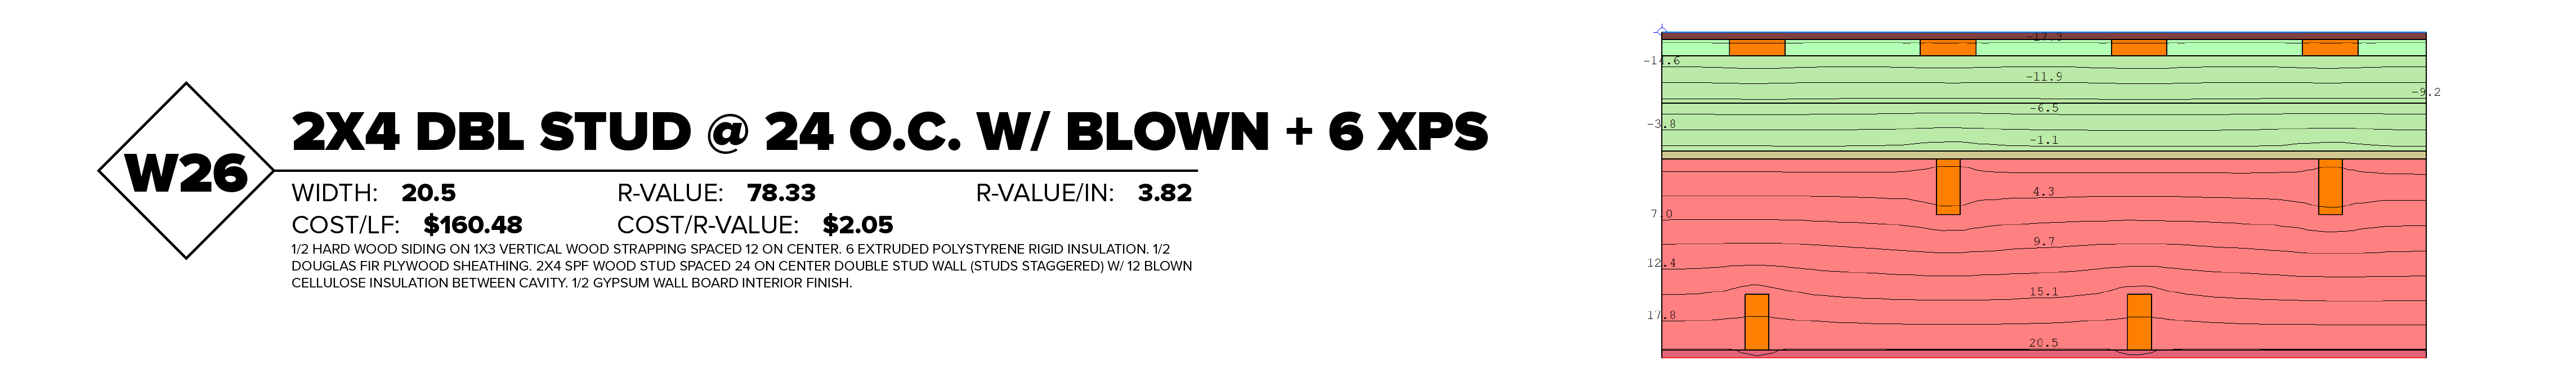 W26
2X4 DBL STUD @ 24 O.C. W/ BLOWN + 6 XPS
WIDTH: 20.5 R-VALUE: 78.33 R-VALUE/IN: 3.82
COST/LF: $160.48 COST/R-VALUE: $2.05
1/2 HARD WOOD SIDING ON 1X3 VERTICAL WOOD STRAPPING SPACED 12 ON CENTER. 6 EXTRUDED POLYSTYRENE RIGID INSULATION. 1/2
DOUGLAS FIR PLYWOOD SHEATHING. 2X4 SPF WOOD STUD SPACED 24 ON CENTER DOUBLE STUD WALL (STUDS STAGGERED) W/ 12 BLOWN
CELLULOSE INSULATION BETWEEN CAVITY. 1/2 GYPSUM WALL BOARD INTERIOR FINISH.
-17.3
-14.6
-11.9
-9.2
-6.5
-3.8
-1.1
4.3
7.0
9.7
12.4
15.1
17.8
20.5